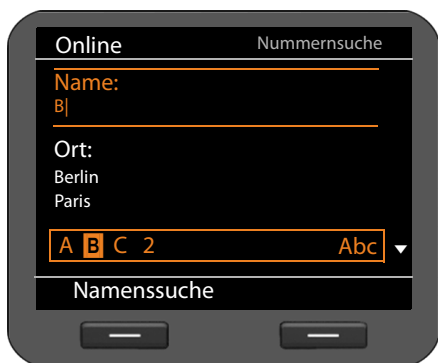 Online Nummernsuche
Name:
B
Ort:
Berlin
Paris
A B C 2 Abc
Namenssuche